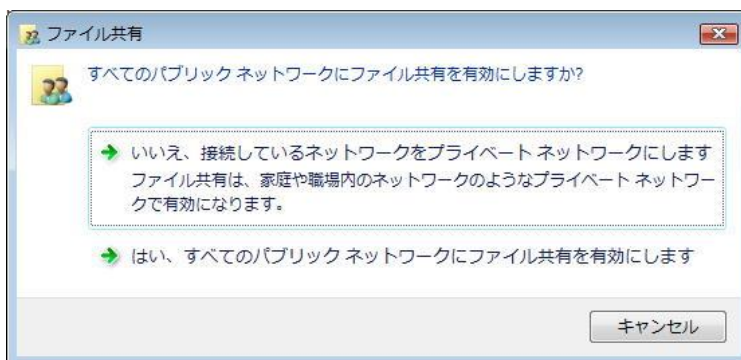 ファイル共有
すべてのパブリック ネットワークにファイル共有を有効にしますか?
いいえ、接続しているネットワークをプライベート ネットワークにします
ファイル共有は、家庭や職場内のネットワークのようなプライベート ネットワー
クで有効になります。
はい、すべてのパブリック ネットワークにファイル共有を有効にします
キャンセル